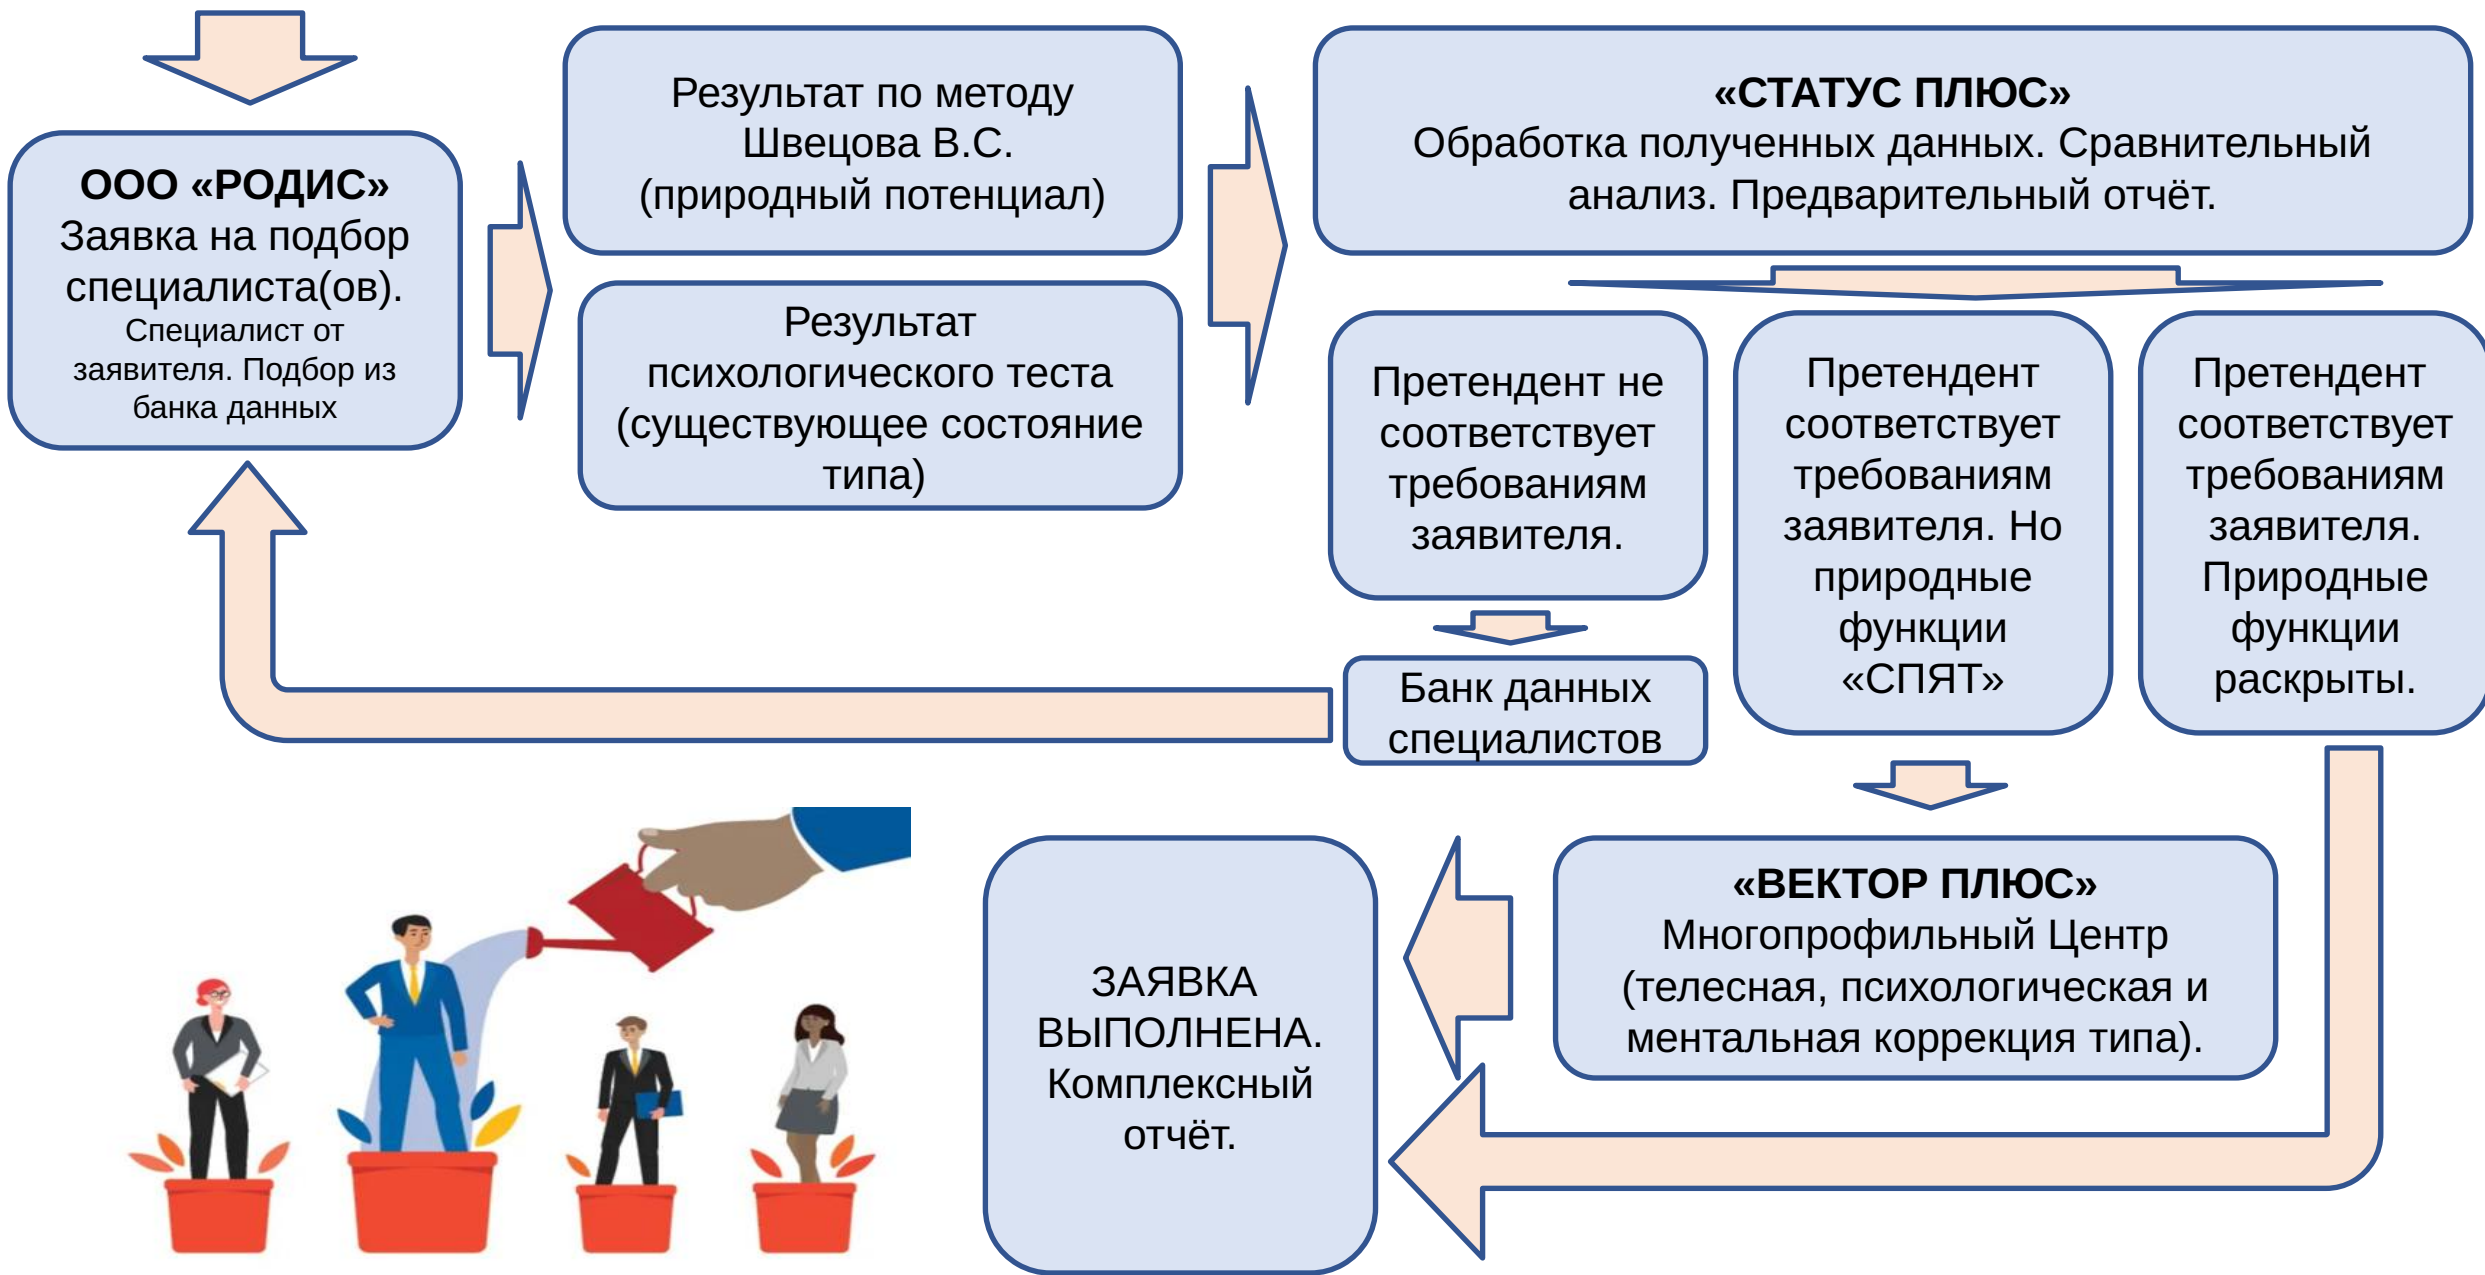 ООО «РОДИС»
Заявка на подбор
специалиста(ов).
Специалист от
заявителя. Подбор из
банка данных
Результат по методу
Швецова В.С.
(природный потенциал)
Результат
психологического теста
(существующее состояние
типа)
«СТАТУС ПЛЮС»
Обработка полученных данных. Сравнительный
анализ. Предварительный отчёт.
Претендент не
соответствует
требованиям
заявителя.
Претендент
соответствует
требованиям
заявителя. Но
природные
функции
«СПЯТ»
Претендент
соответствует
требованиям
заявителя.
Природные
функции
раскрыты.
Банк данных
специалистов
«ВЕКТОР ПЛЮС»
Многопрофильный Центр
(телесная, психологическая и
ментальная коррекция типа).
ЗАЯВКА
ВЫПОЛНЕНА.
Комплексный
отчёт.